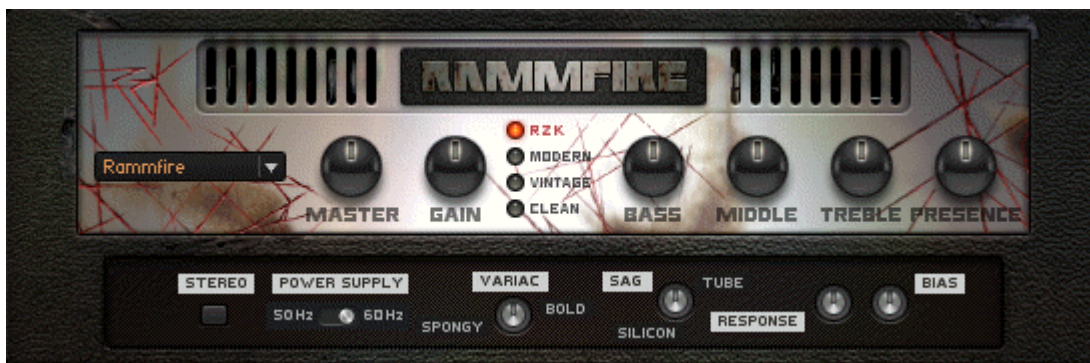 RAMMFIRE
RZK
MODERN
VINTAGE
CLEAN
Rammfire
MASTER GAIN BASS MIDDLE TREBLE PRESENCE
STEREO POWER SUPPLY VARIAC SAG TUBE BIAS
50Hz 60Hz SPONGY BOLD SILICON RESPONSE